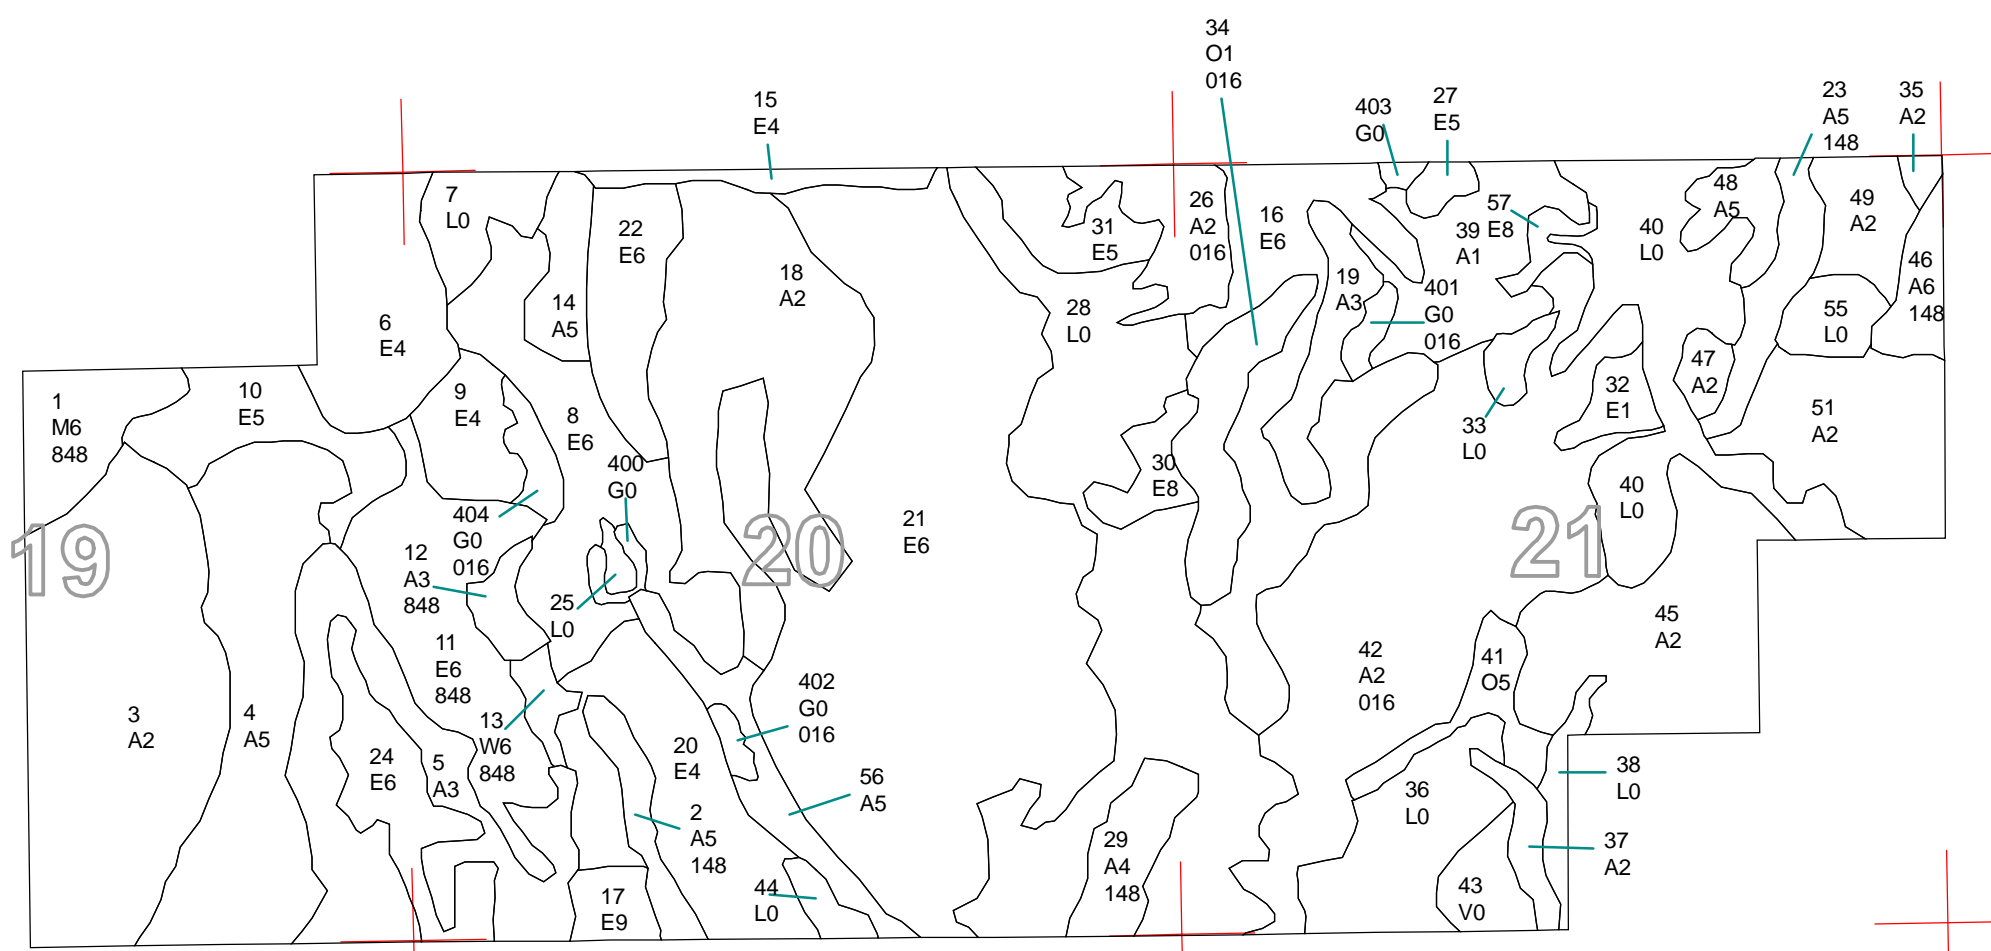 34
O1
016
15
E4
403
G0
27
E5
23
A5
148
35
A2
7
L0
22
E6
18
A2
31
E5
26
A2
016
16
E6
57
E8
39
A1
40
L0
48
A5
49
A2
46
A6
148
6
E4
14
A5
28
L0
19
A3
401
G0
016
55
L0
1
M6
848
10
E5
9
E4
8
E6
47
A2
32
E1
51
A2
33
L0
30
E8
400
G0
404
G0
016
21
E6
40
L0
19
20
21
12
A3
848
25
L0
11
E6
848
45
A2
42
A2
016
41
O5
402
G0
016
3
A2
4
A5
13
W6
848
24
E6
5
A3
20
E4
56
A5
38
L0
36
L0
2
A5
148
29
A4
148
37
A2
44
L0
17
E9
43
V0